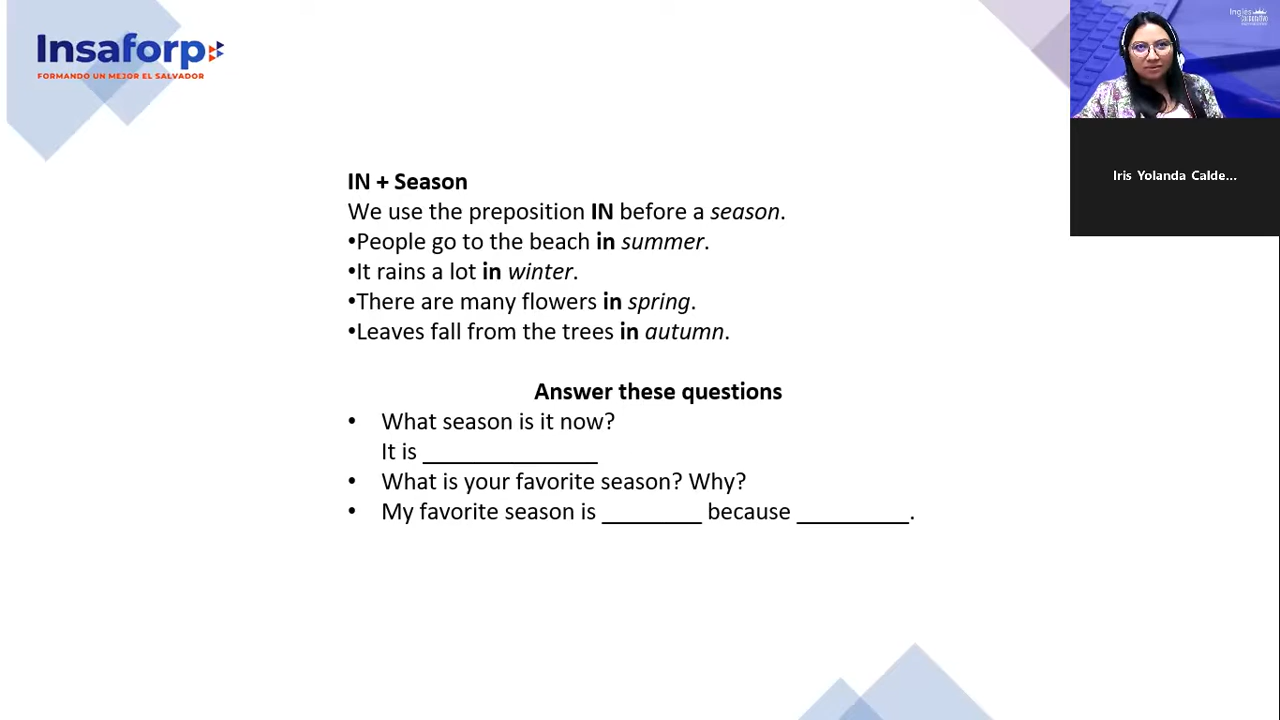 Insaforp
FORMANDO UN MEJOR EL SALVADOR
Ingles
Iris Yolanda Calde...
IN + Season
We use the preposition IN before a season.
•People go to the beach in summer.
•It rains a lot in winter.
•There are many flowers in spring.
•Leaves fall from the trees in autumn.
Answer these questions
• What season is it now?
It is _______________
• What is your favorite season? Why?
• My favorite season is ________ because _________.